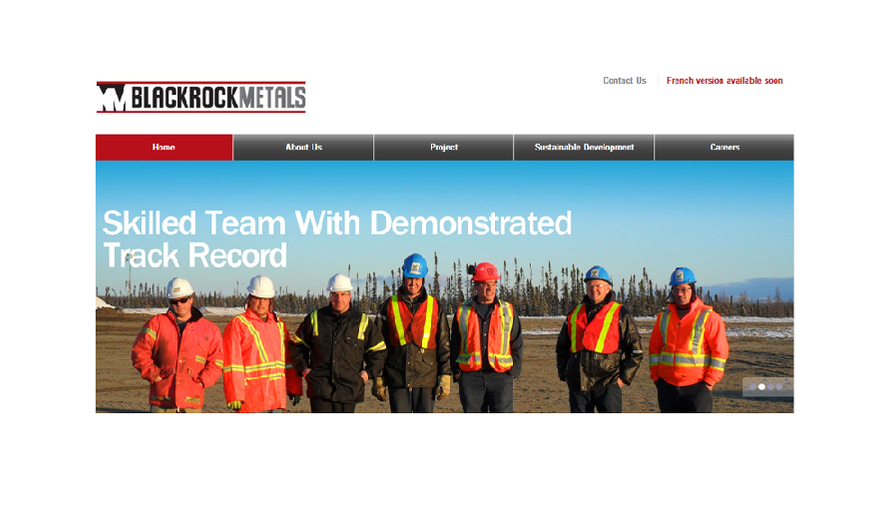 Contact Us French version available soon
BLACKROCKMETALS
Home About Us Project Sustainable Development Careers
Skilled Team With Demonstrated
Track Record